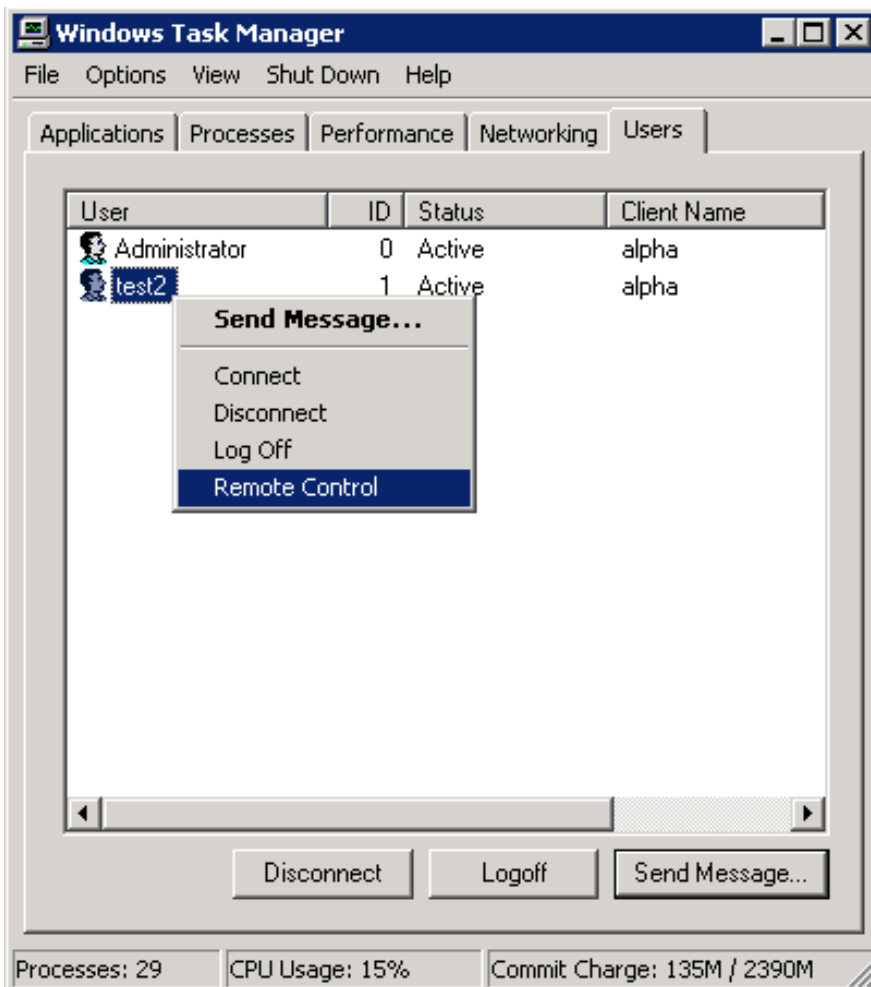 Windows Task Manager
File Options View Shut Down Help
Applications Processes Performance Networking Users
User ID Status Client Name
Administrator 0 Active alpha
test2 1 Active alpha
Send Message...
Connect
Disconnect
Log Off
Remote Control
Disconnect Logoff Send Message...
Processes: 29 CPU Usage: 15% Commit Charge: 135M / 2390M